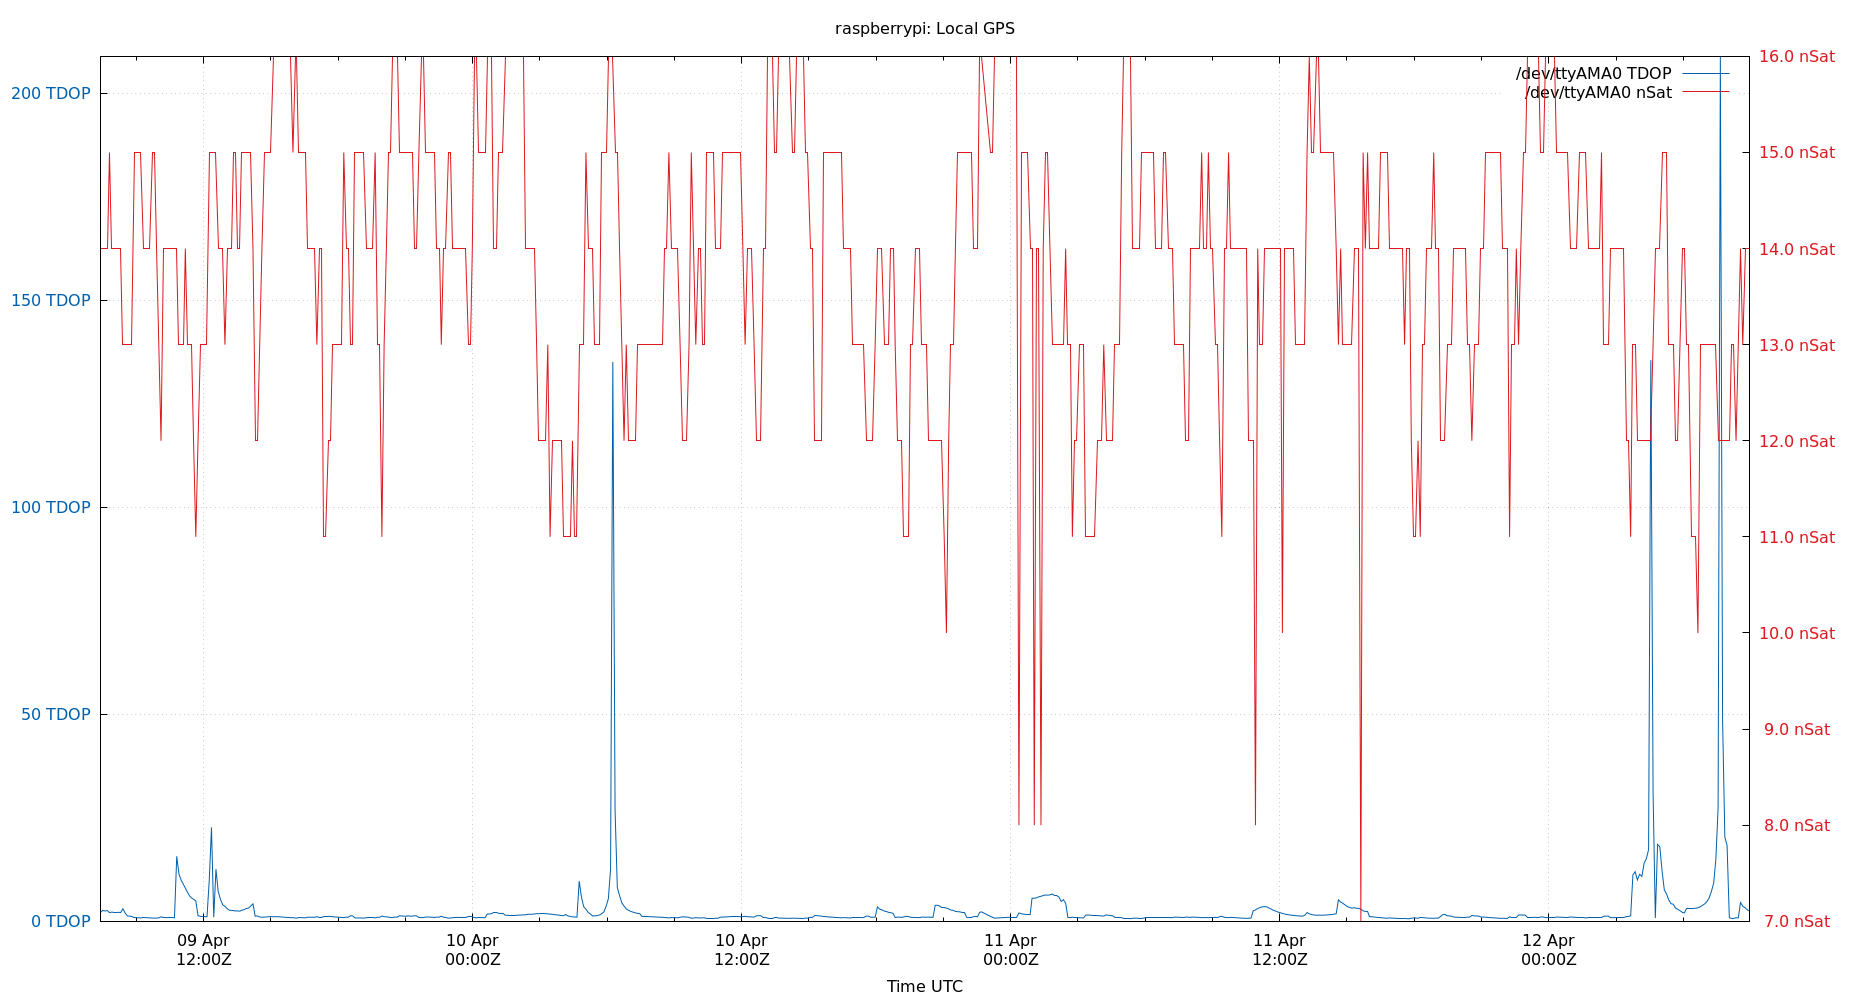 raspberrypi: Local GPS
/dev/ttyAMA0 TDOP
/dev/ttyAMA0 nSat
200 TDOP
150 TDOP
100 TDOP
50 TDOP
0 TDOP
16.0 nSat
15.0 nSat
14.0 nSat
13.0 nSat
12.0 nSat
11.0 nSat
10.0 nSat
9.0 nSat
8.0 nSat
7.0 nSat
09 Apr
12:00Z
10 Apr
00:00Z
10 Apr
12:00Z
11 Apr
00:00Z
11 Apr
12:00Z
12 Apr
00:00Z
Time UTC